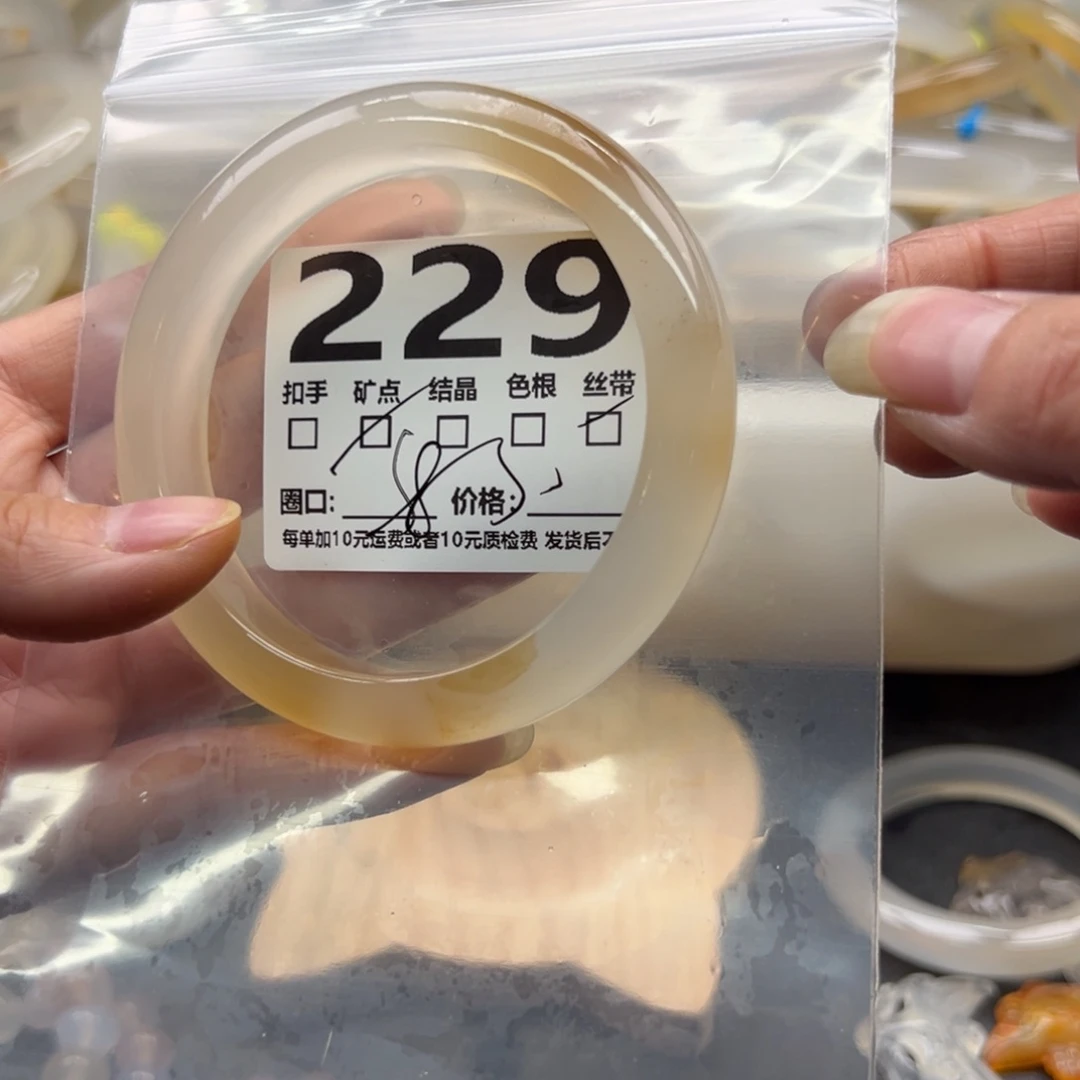 229
扣手 矿点 结晶 色根 丝带
圈口: 价格:
每单加10元运费或者10元质检费 发货后不